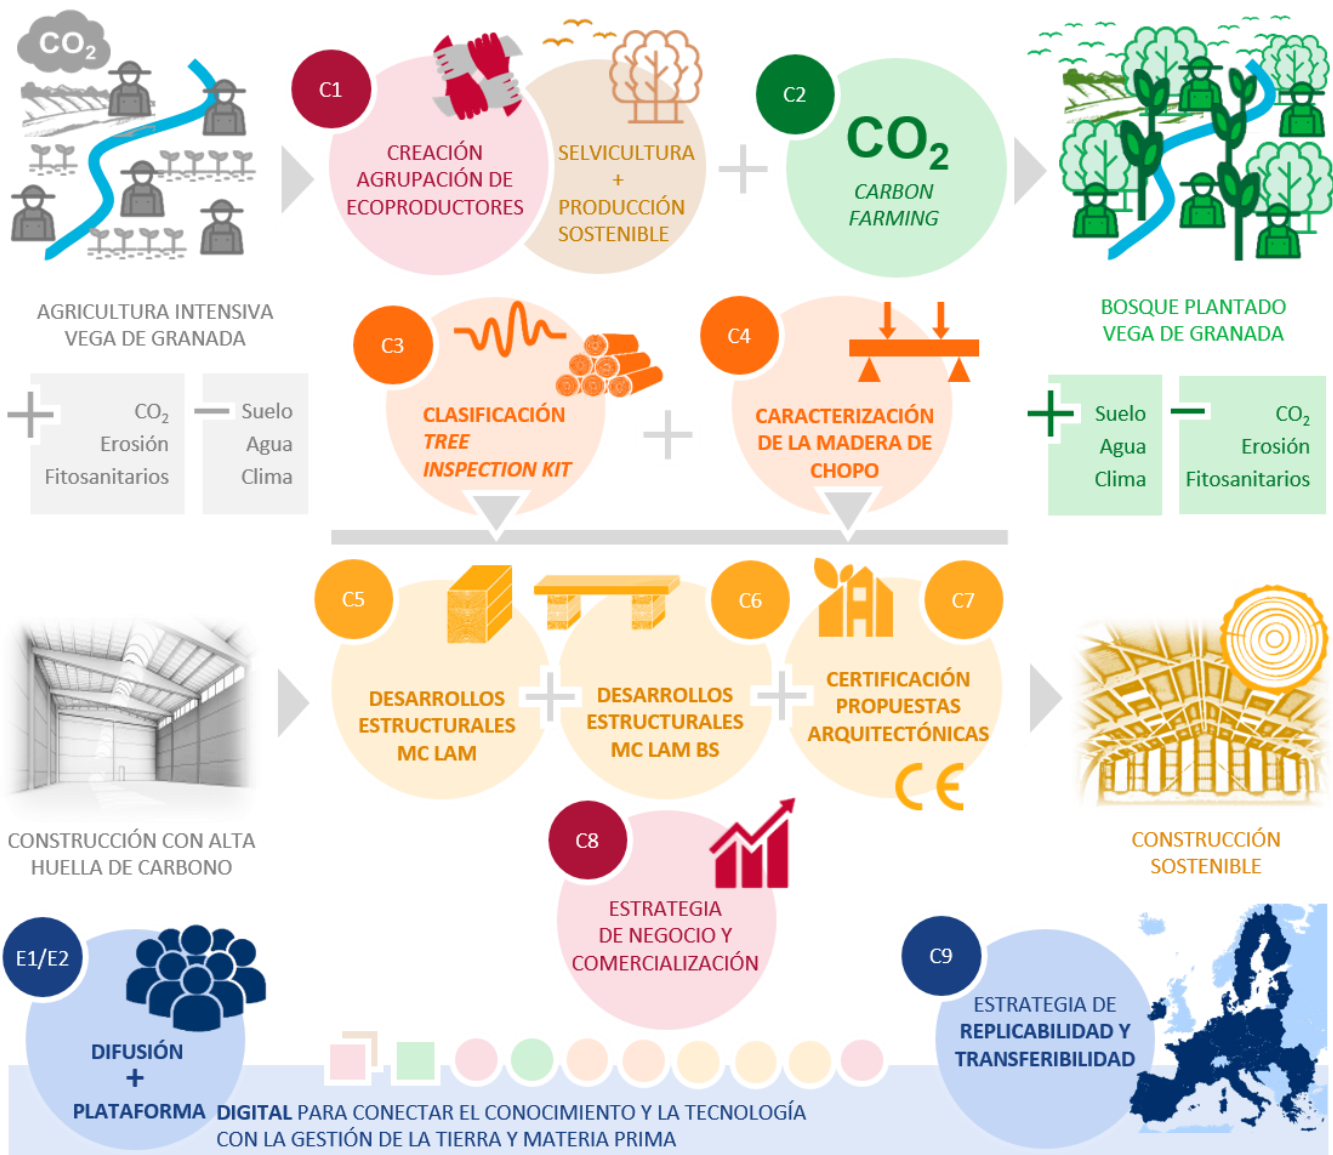 CO₂
C1
CREACIÓN
AGRUPACIÓN DE
ECOPRODUCTORES
SELVICULTURA
+
PRODUCCIÓN
SOSTENIBLE
C2
CO₂
CARBON
FARMING
AGRICULTURA INTENSIVA
VEGA DE GRANADA
CO₂
Erosión
Fitosanitarios
Suelo
Agua
Clima
C3
CLASIFICACIÓN
TREE
INSPECTION KIT
C4
CARACTERIZACIÓN
DE LA MADERA DE
CHOPO
BOSQUE PLANTADO
VEGA DE GRANADA
Suelo
Agua
Clima
CO₂
Erosión
Fitosanitarios
C5
DESARROLLOS
ESTRUCTURALES
MC LAM
C6
DESARROLLOS
ESTRUCTURALES
MC LAM BS
C7
CERTIFICACIÓN
PROPUESTAS
ARQUITECTÓNICAS
CE
CONSTRUCCIÓN CON ALTA
HUELLA DE CARBONO
C8
ESTRATEGIA
DE NEGOCIO Y
COMERCIALIZACIÓN
CONSTRUCCIÓN
SOSTENIBLE
E1/E2
DIFUSIÓN
+
PLATAFORMA DIGITAL PARA CONECTAR EL CONOCIMIENTO Y LA TECNOLOGÍA
CON LA GESTIÓN DE LA TIERRA Y MATERIA PRIMA
C9
ESTRATEGIA DE
REPLICABILIDAD Y
TRANSFERIBILIDAD